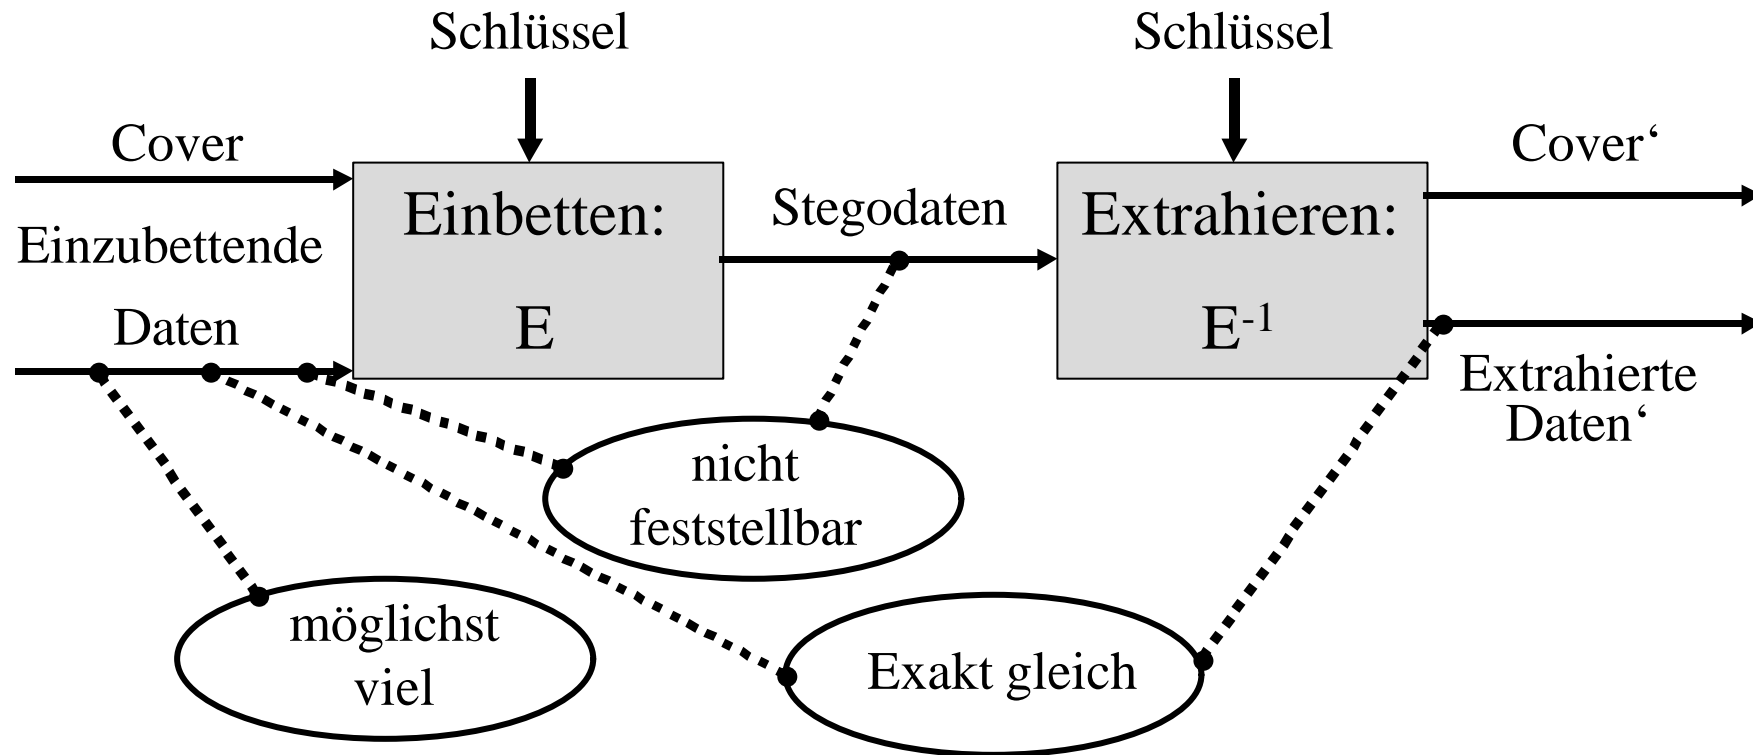 Schlüssel
Schlüssel
Cover
Cover‘
Einbetten:
Stegodaten
Extrahieren:
Einzubettende
Daten
E
E-1
Extrahierte
Daten‘
nicht
feststellbar
möglichst
viel
Exakt gleich